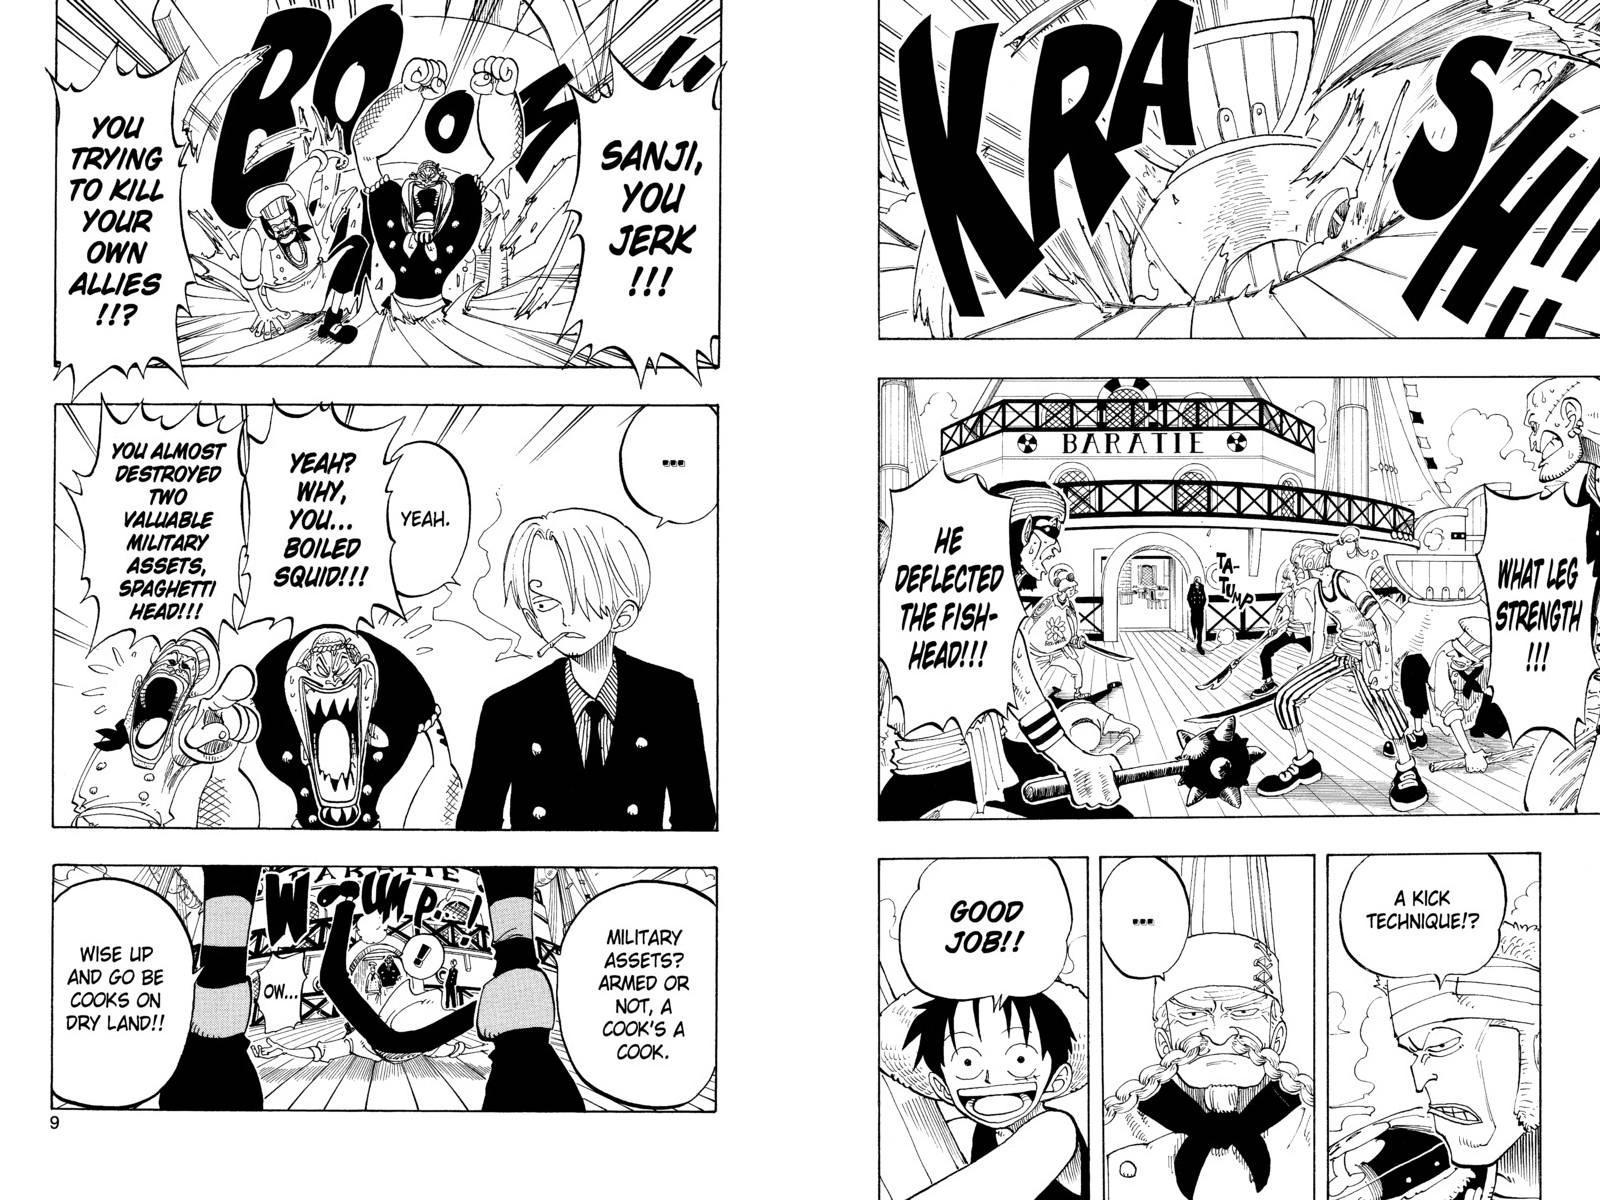 KRA
SH!!
!!
BARATIE
WHAT LEG
STRENGTH
!!!
TA-
TUMP
HE
DEFLECTED
THE FISH-
HEAD!!!
A KICK
TECHNIQUE!?
...
GOOD
JOB!!
BOOM!!
SANJI,
YOU
JERK
!!!
YOU
TRYING
TO KILL
YOUR
OWN
ALLIES
!!?
...
YEAH.
YEAH?
WHY,
YOU...
BOILED
SQUID!!!
YOU ALMOST
DESTROYED
TWO
VALUABLE
MILITARY
ASSETS,
SPAGHETTI
HEAD!!!
MILITARY
ASSETS?
ARMED OR
NOT, A
COOK'S A
COOK.
BARATIE
WOOUMP..!
!
OW...
WISE UP
AND GO BE
COOKS ON
DRY LAND!!
9